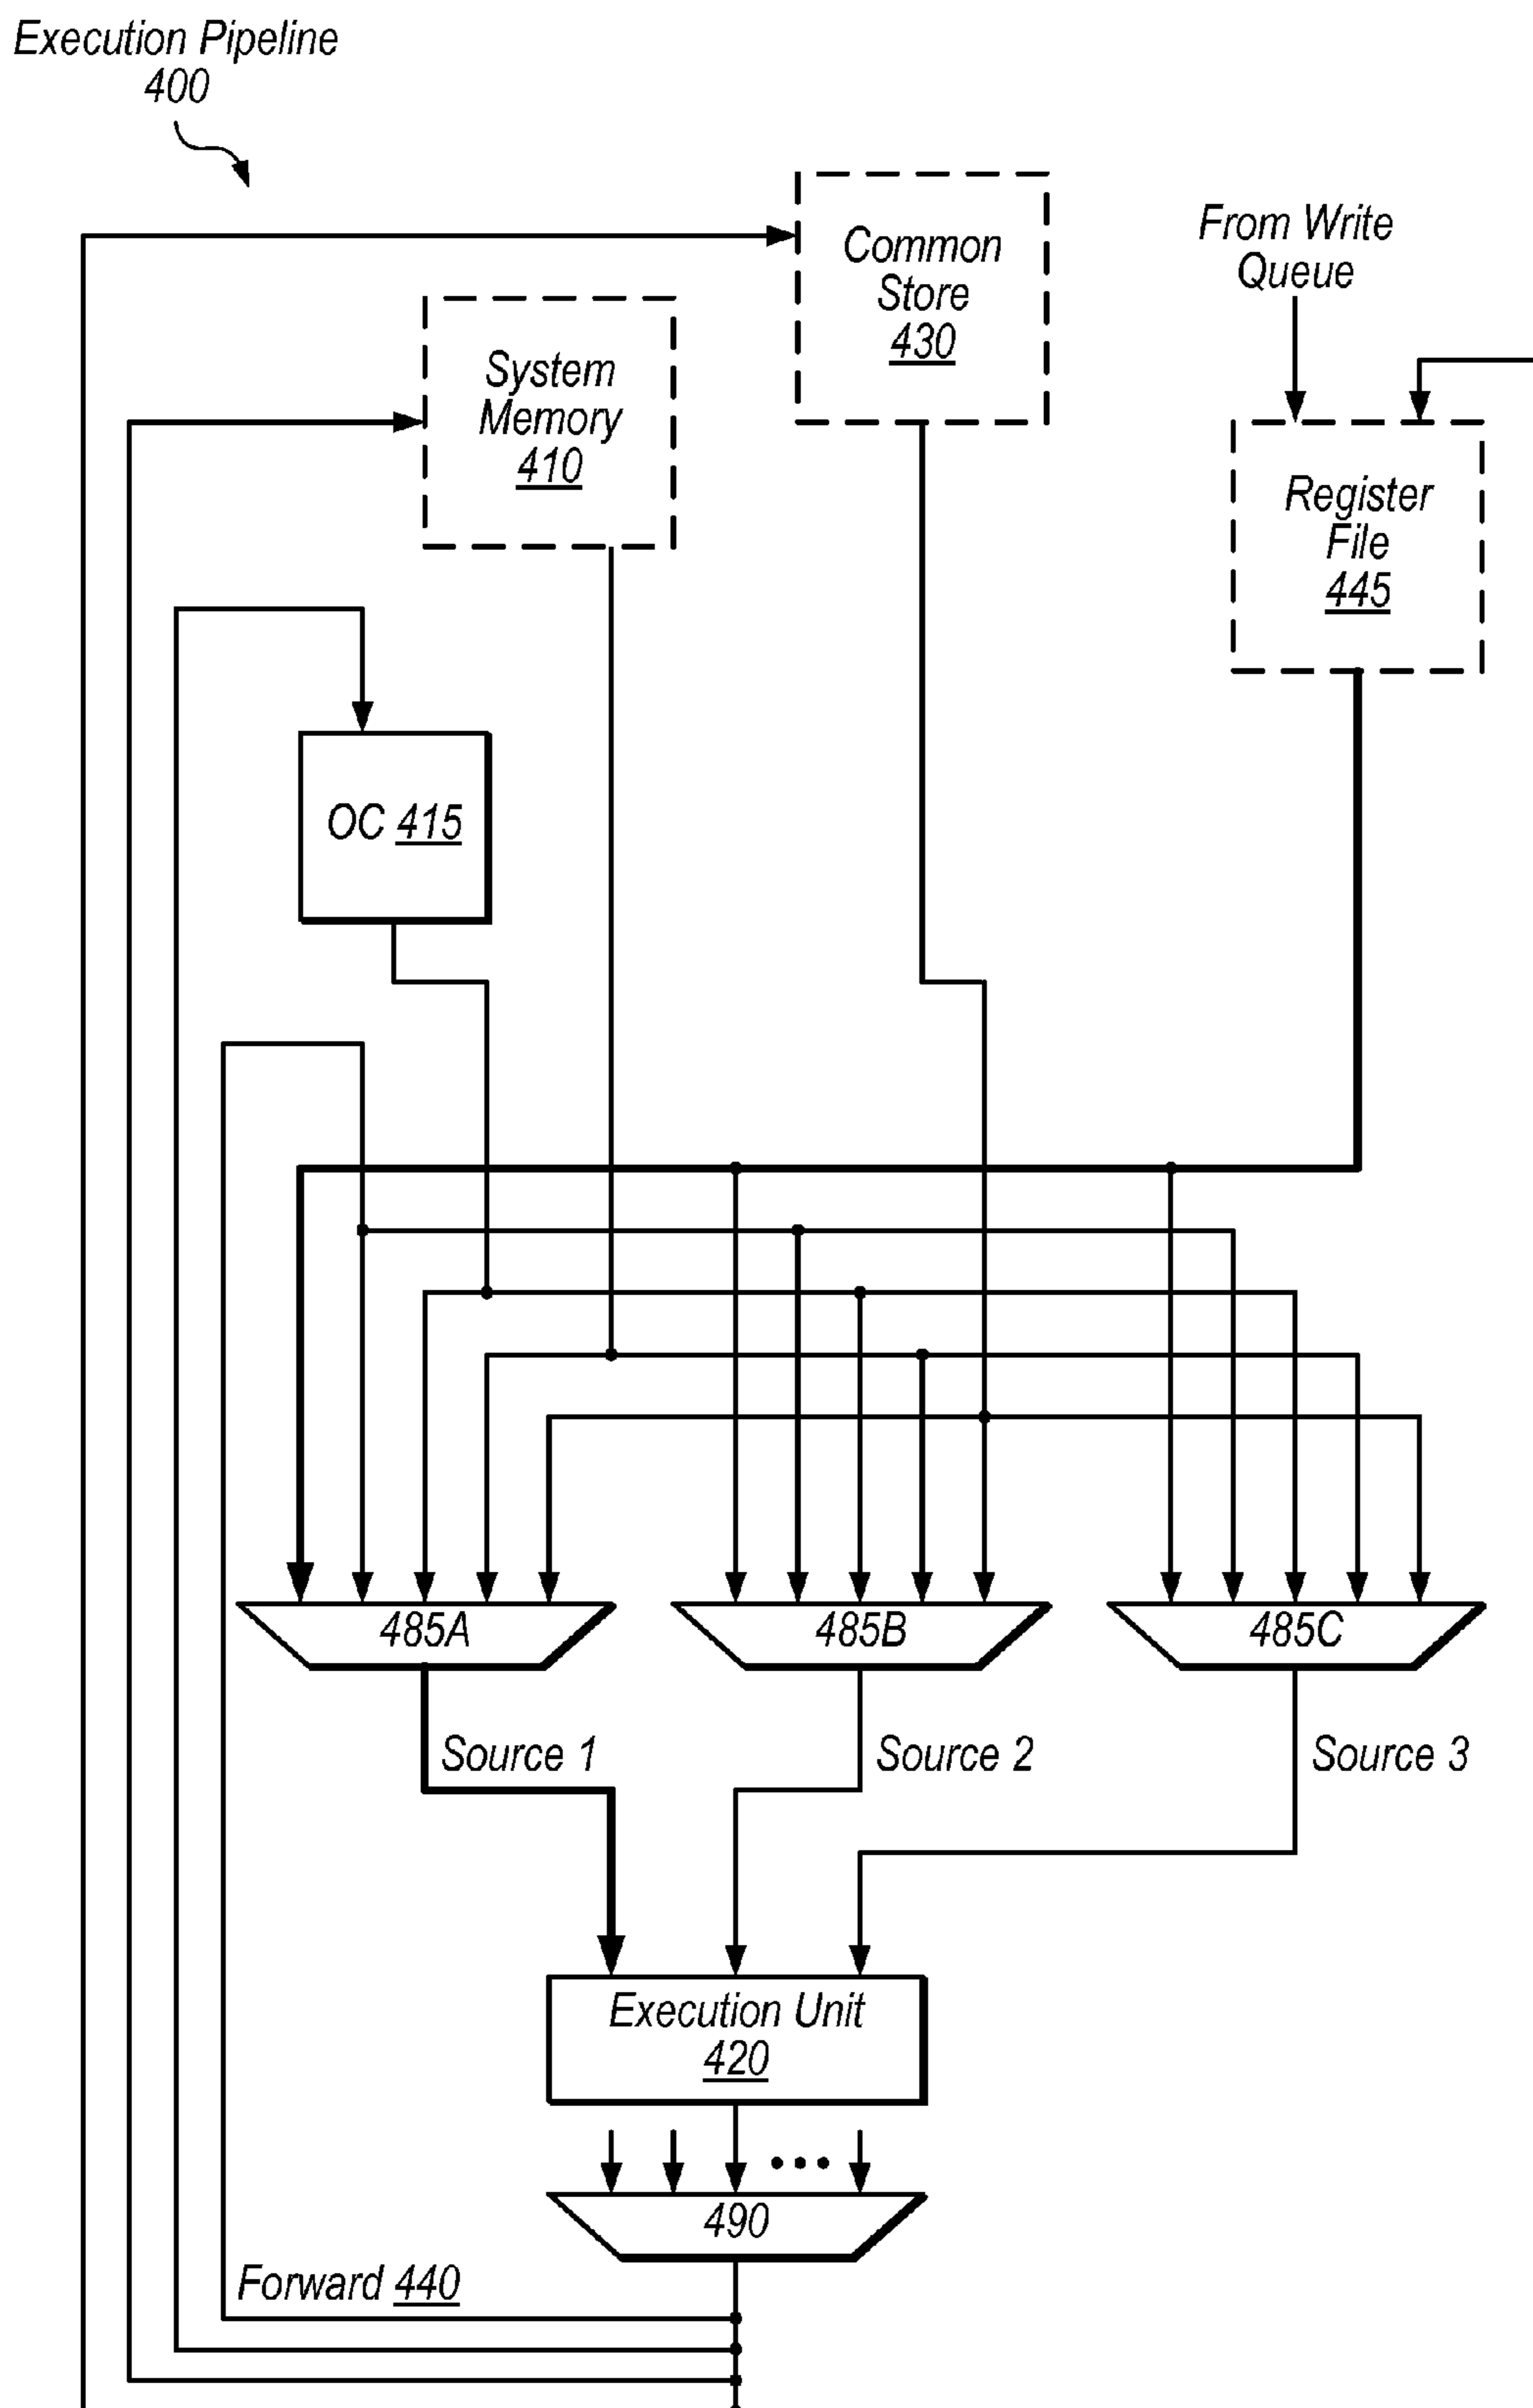 Execution Pipeline
400
Common
Store
430
From Write
Queue
System
Memory
410
Register
File
445
OC 415
485A
485B
485C
Source 1
Source 2
Source 3
Execution Unit
420
490
Forward 440